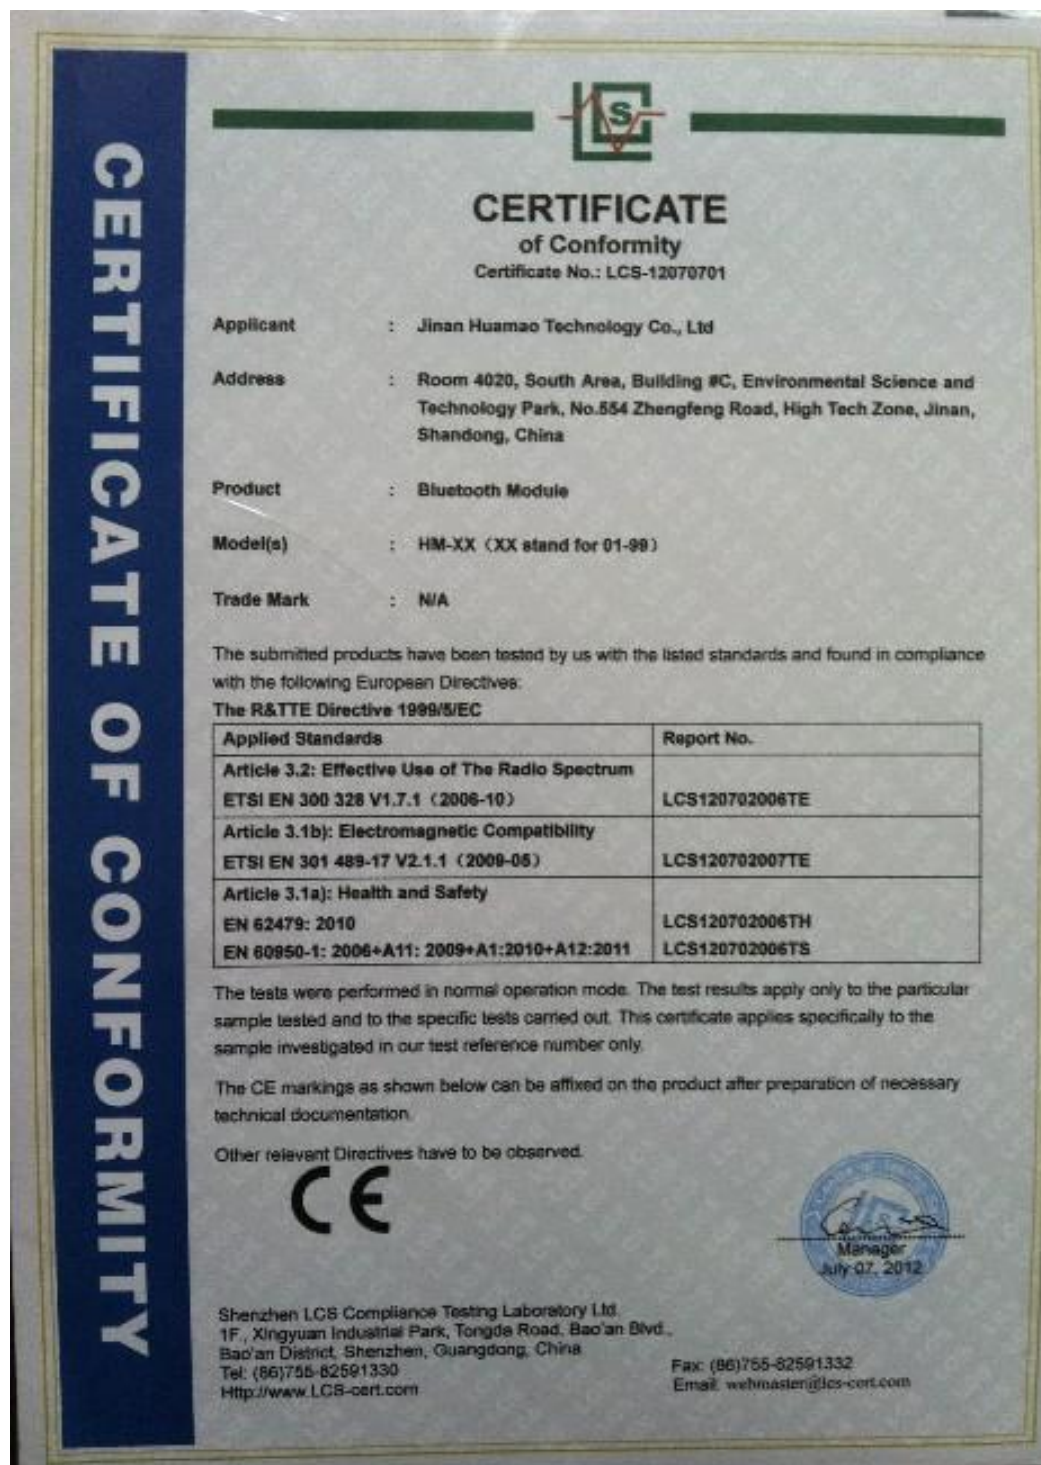 CERTIFICATE OF CONFORMITY
LCS
CERTIFICATE
of Conformity
Certificate No.: LCS-12070701
Applicant : Jinan Huamao Technology Co., Ltd
Address : Room 4020, South Area, Building #C, Environmental Science and
Technology Park, No.554 Zhengfeng Road, High Tech Zone, Jinan,
Shandong, China
Product : Bluetooth Module
Model(s) : HM-XX（XX stand for 01-99）
Trade Mark : N/A
The submitted products have been tested by us with the listed standards and found in compliance
with the following European Directives:
The R&TTE Directive 1999/5/EC
Applied Standards Report No.
Article 3.2: Effective Use of The Radio Spectrum
ETSI EN 300 328 V1.7.1（2006-10） LCS120702006TE
Article 3.1b): Electromagnetic Compatibility
ETSI EN 301 489-17 V2.1.1（2009-05） LCS120702007TE
Article 3.1a): Health and Safety
EN 62479: 2010 LCS120702006TH
EN 60950-1: 2006+A11: 2009+A1:2010+A12:2011 LCS120702006TS
The tests were performed in normal operation mode. The test results apply only to the particular
sample tested and to the specific tests carried out. This certificate applies specifically to the
sample investigated in our test reference number only.
The CE markings as shown below can be affixed on the product after preparation of necessary
technical documentation.
Other relevant Directives have to be observed.
CE
Manager
July 07, 2012
Shenzhen LCS Compliance Testing Laboratory Ltd.
1F., Xingyuan Industrial Park, Tongda Road, Bao'an Blvd.,
Bao'an District, Shenzhen, Guangdong, China
Tel: (86)755-82591330 Fax: (86)755-82591332
Http://www.LCS-cert.com Email: webmaster@lcs-cert.com